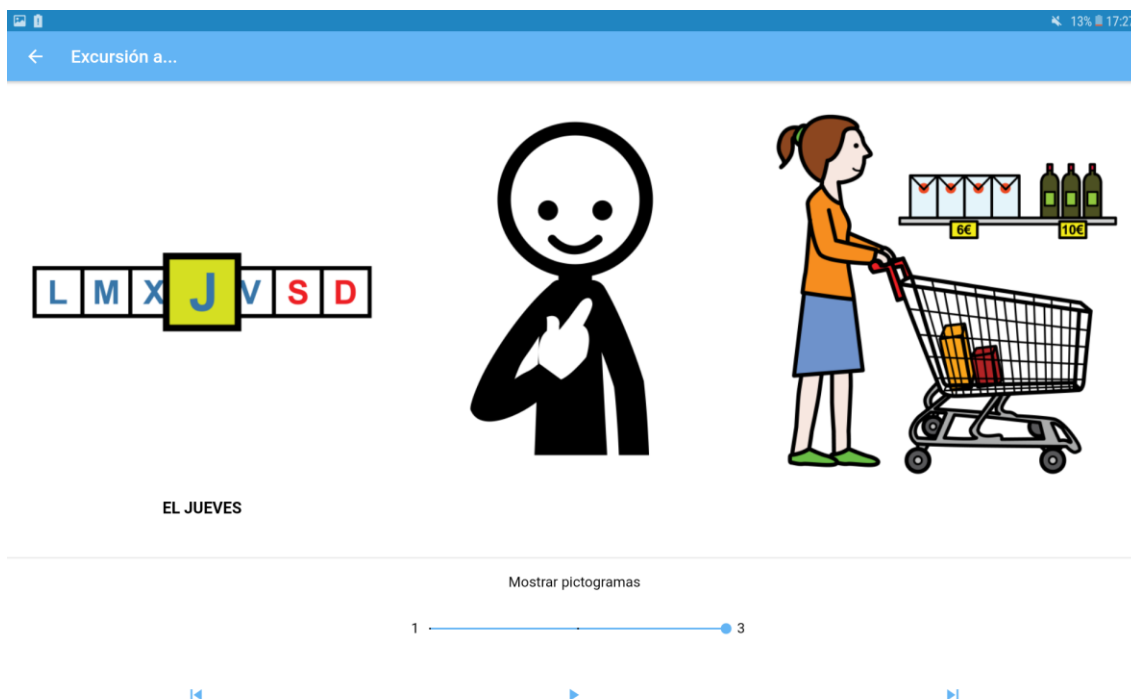 13% 17:27
Excursión a...
L M X J V S D
6€ 10€
EL JUEVES
Mostrar pictogramas
1 3